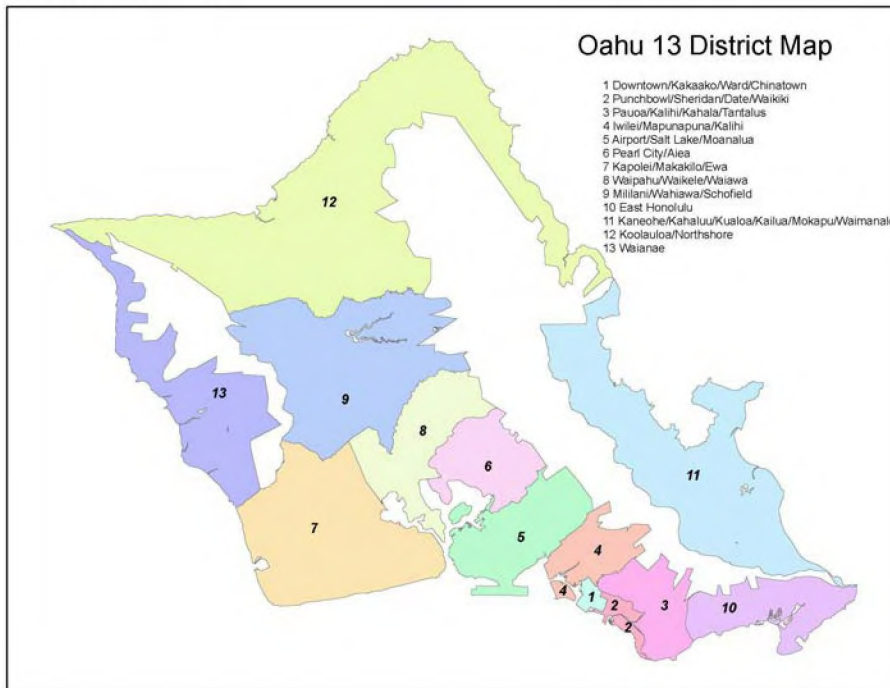 Oahu 13 District Map
1 Downtown/Kakaako/Ward/Chinatown
2 Punchbowl/Sheridan/Date/Waikiki
3 Pauoa/Kalihi/Kahala/Tantalus
4 Iwilei/Mapunapuna/Kalihi
5 Airport/Salt Lake/Moanalua
6 Pearl City/Aiea
7 Kapolei/Makakilo/Ewa
8 Waipahu/Waikele/Waiawa
9 Mililani/Wahiawa/Schofield
10 East Honolulu
11 Kaneohe/Kahaluu/Kualoa/Kailua/Mokapu/Waimanalo
12 Koolauloa/Northshore
13 Waianae
12
13
9
8
6
11
7
5
4
4
1
2
3
10
2